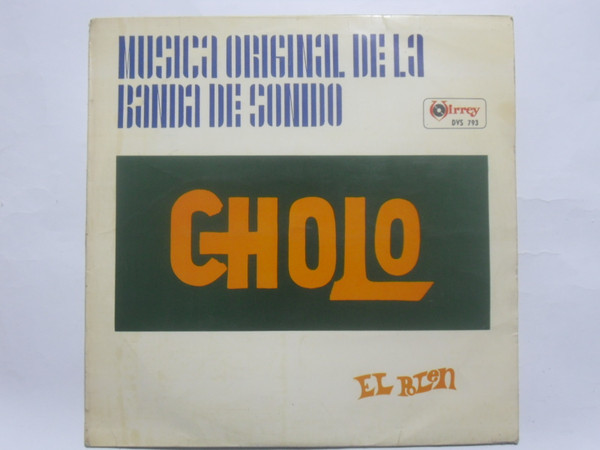 MUSICA ORIGINAL DE LA
BANDA DE SONIDO
Virrey
DVS 793
CHOLO
EL POLEN